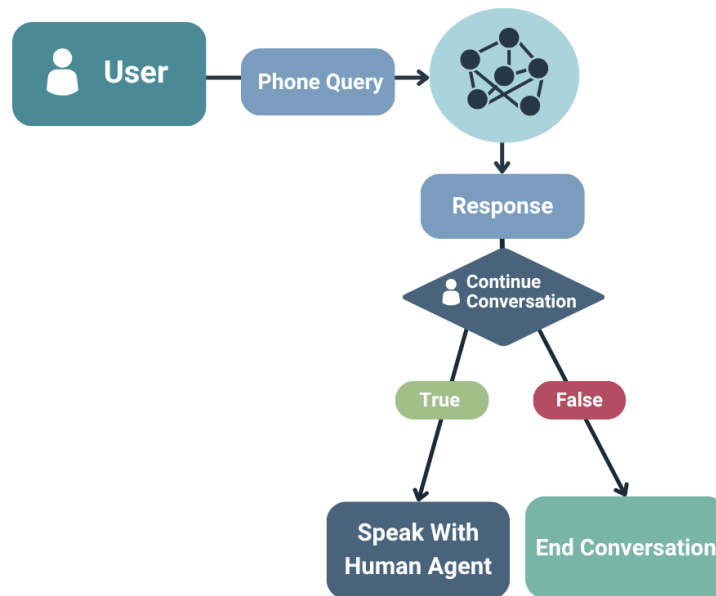 User
Phone Query
Response
Continue
Conversation
True
False
Speak With
Human Agent
End Conversation